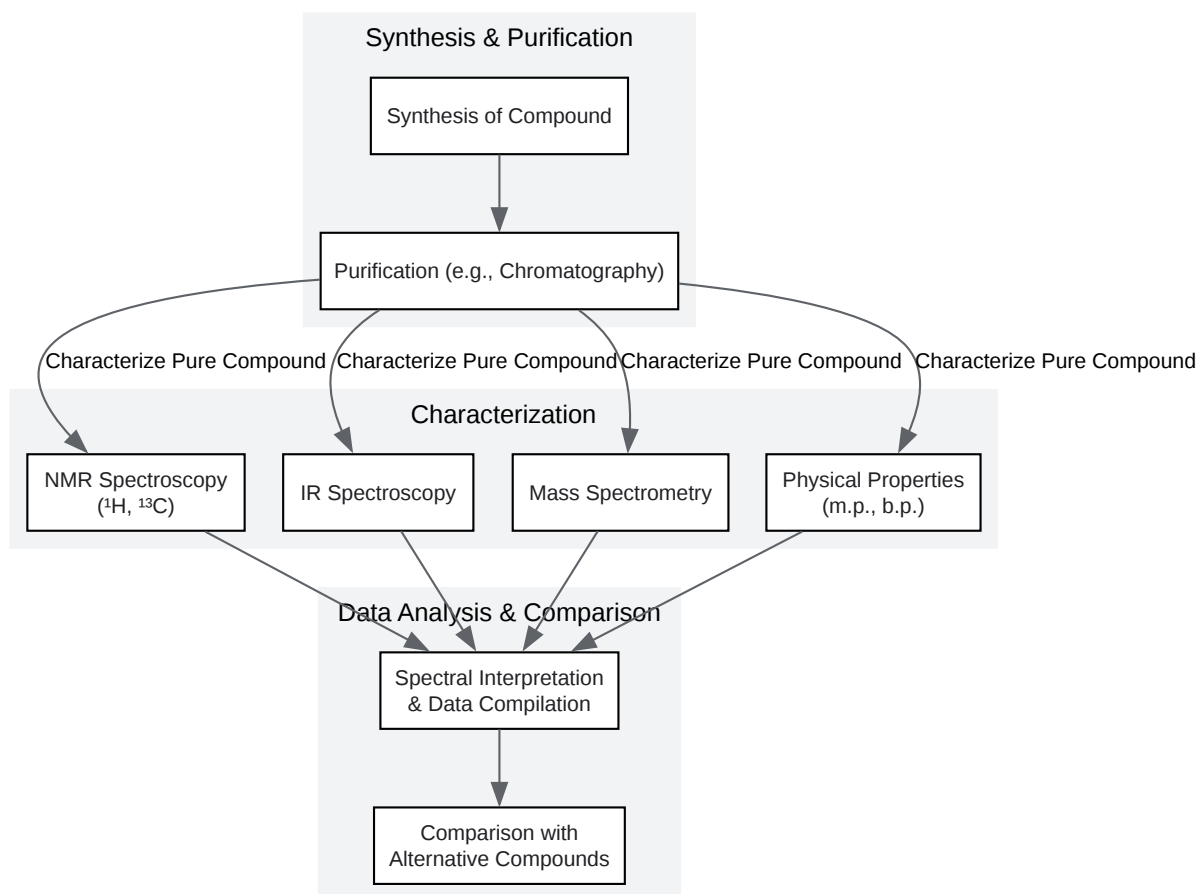 Synthesis & Purification
Synthesis of Compound
Purification (e.g., Chromatography)
Characterize Pure Compound
Characterize Pure Compound
Characterize Pure Compound
Characterize Pure Compound
Characterization
NMR Spectroscopy
(¹H, ¹³C)
IR Spectroscopy
Mass Spectrometry
Physical Properties
(m.p., b.p.)
Data Analysis & Comparison
Spectral Interpretation
& Data Compilation
Comparison with
Alternative Compounds